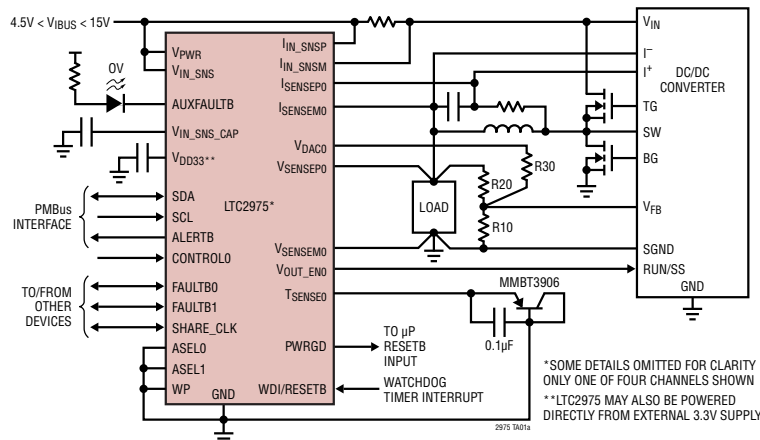 4.5V < VIBUS < 15V
OV
VPWR
VIN_SNS
AUXFAULTB
VIN_SNS_CAP
VDD33**
SDA
SCL
ALERTB
CONTROL0
FAULTB0
FAULTB1
SHARE_CLK
ASEL0
ASEL1
WP
GND
PMBus
INTERFACE
TO/FROM
OTHER
DEVICES
LTC2975*
IIN_SNSP
IIN_SNSM
ISENSEP0
ISENSEM0
VDAC0
VSENSEP0
VSENSEM0
VOUT_EN0
TSENSE0
PWRGD
WDI/RESETB
TO µP
RESETB
INPUT
WATCHDOG
TIMER INTERRUPT
LOAD
R20
R30
R10
MMBT3906
0.1µF
VIN
I–
I+
DC/DC
CONVERTER
TG
SW
BG
VFB
SGND
RUN/SS
GND
*SOME DETAILS OMITTED FOR CLARITY
ONLY ONE OF FOUR CHANNELS SHOWN
**LTC2975 MAY ALSO BE POWERED
DIRECTLY FROM EXTERNAL 3.3V SUPPLY
2975 TA01a